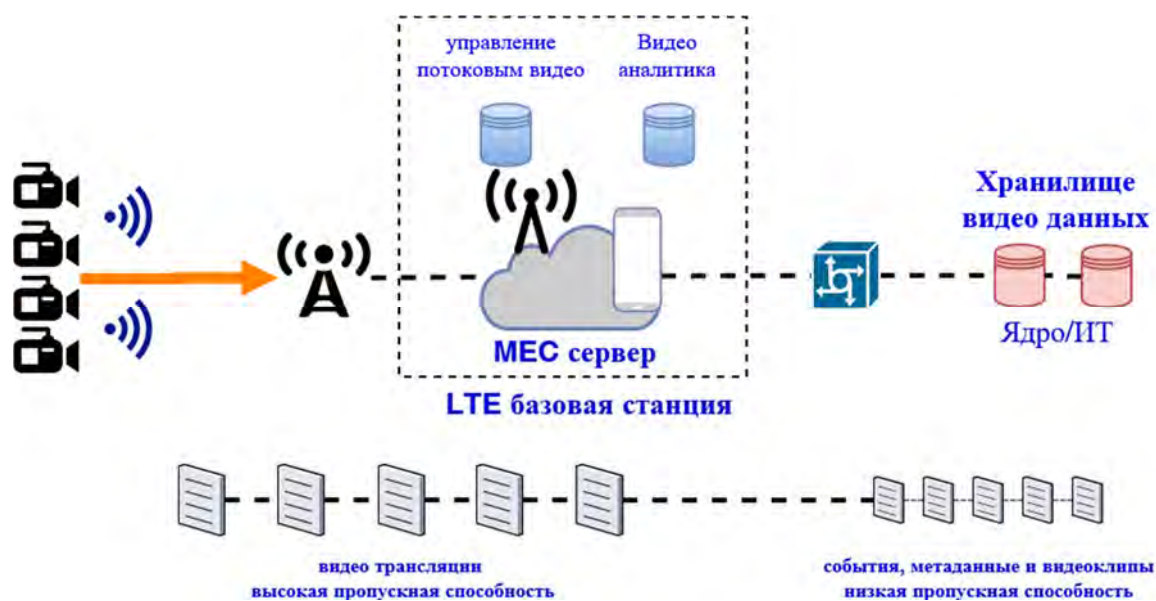 управление
потоковым видео
Видео
аналитика
Хранилище
видео данных
Ядро/ИТ
MEC сервер
LTE базовая станция
видео трансляции
высокая пропускная способность
события, метаданные и видеоклипы
низкая пропускная способность